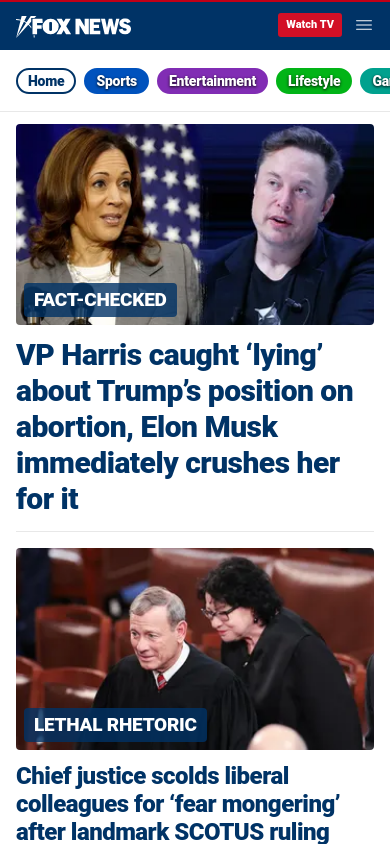 FOX NEWS
Watch TV
Home
Sports
Entertainment
Lifestyle
FACT-CHECKED
VP Harris caught ‘lying’
about Trump’s position on
abortion, Elon Musk
immediately crushes her
for it
LETHAL RHETORIC
Chief justice scolds liberal
colleagues for ‘fear mongering’
after landmark SCOTUS ruling